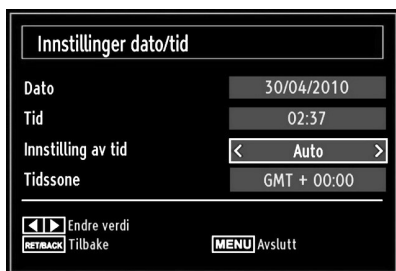 Innstillinger dato/tid
Dato 30/04/2010
Tid 02:37
Innstilling av tid < Auto >
Tidssone GMT + 00:00
Endre verdi
RET/BACK Tilbake MENU Avslutt